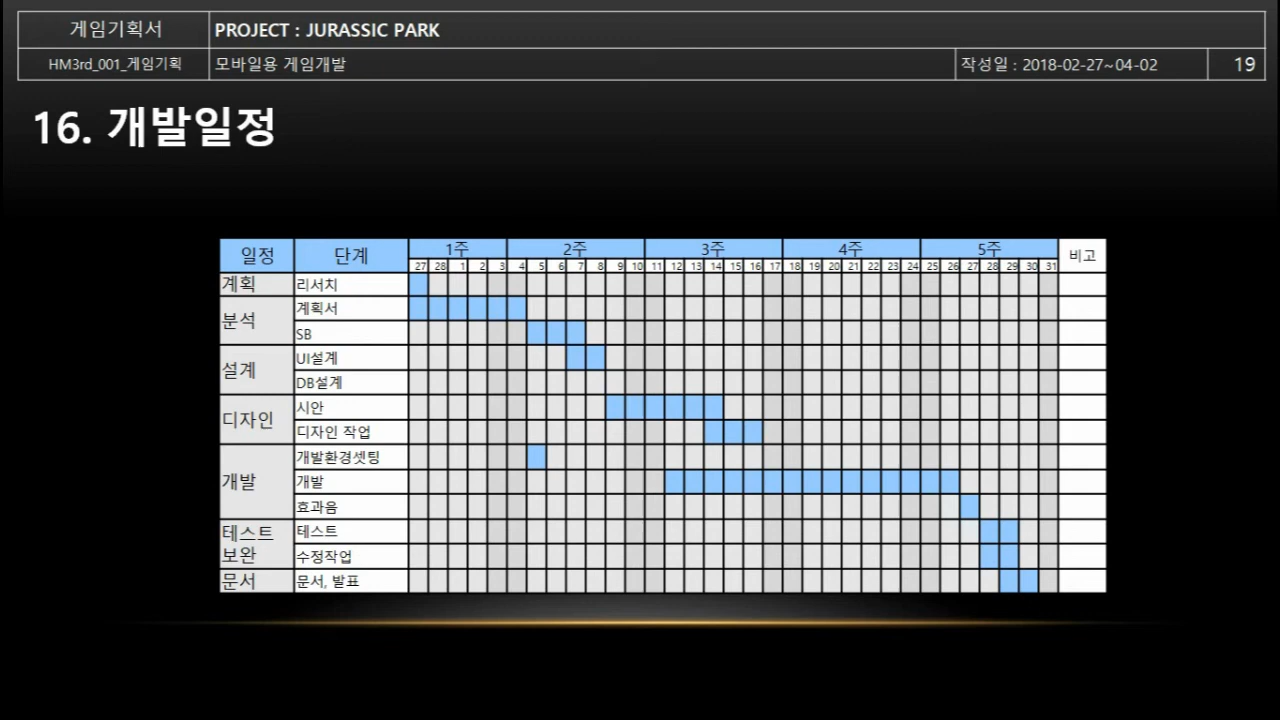 게임기획서 PROJECT : JURASSIC PARK
HM3rd_001_게임기획 모바일용 게임개발 작성일 : 2018-02-27~04-02 19
16. 개발일정
일정 단계 1주 2주 3주 4주 5주 비고
27 28 1 2 3 4 5 6 7 8 9 10 11 12 13 14 15 16 17 18 19 20 21 22 23 24 25 26 27 28 29 30 31
계획 리서치
분석 계획서
SB
설계 UI설계
DB설계
디자인 시안
디자인 작업
개발 개발환경셋팅
개발
효과음
테스트 테스트
보완 수정작업
문서 문서, 발표